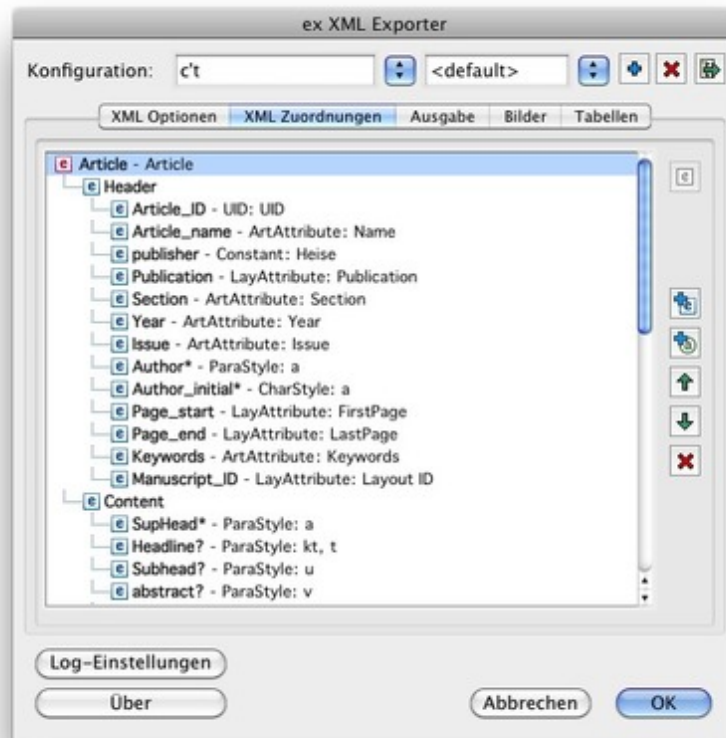 ex XML Exporter
Konfiguration: c't <default>
XML Optionen XML Zuordnungen Ausgabe Bilder Tabellen
e Article - Article
e Header
e Article_ID - UID: UID
e Article_name - ArtAttribute: Name
e publisher - Constant: Heise
e Publication - LayAttribute: Publication
e Section - ArtAttribute: Section
e Year - ArtAttribute: Year
e Issue - ArtAttribute: Issue
e Author* - ParaStyle: a
e Author_initial* - CharStyle: a
e Page_start - LayAttribute: FirstPage
e Page_end - LayAttribute: LastPage
e Keywords - ArtAttribute: Keywords
e Manuscript_ID - LayAttribute: Layout ID
e Content
e SupHead* - ParaStyle: a
e Headline? - ParaStyle: kt, t
e Subhead? - ParaStyle: u
e abstract? - ParaStyle: v
e
e
a
Log-Einstellungen
Über Abbrechen OK